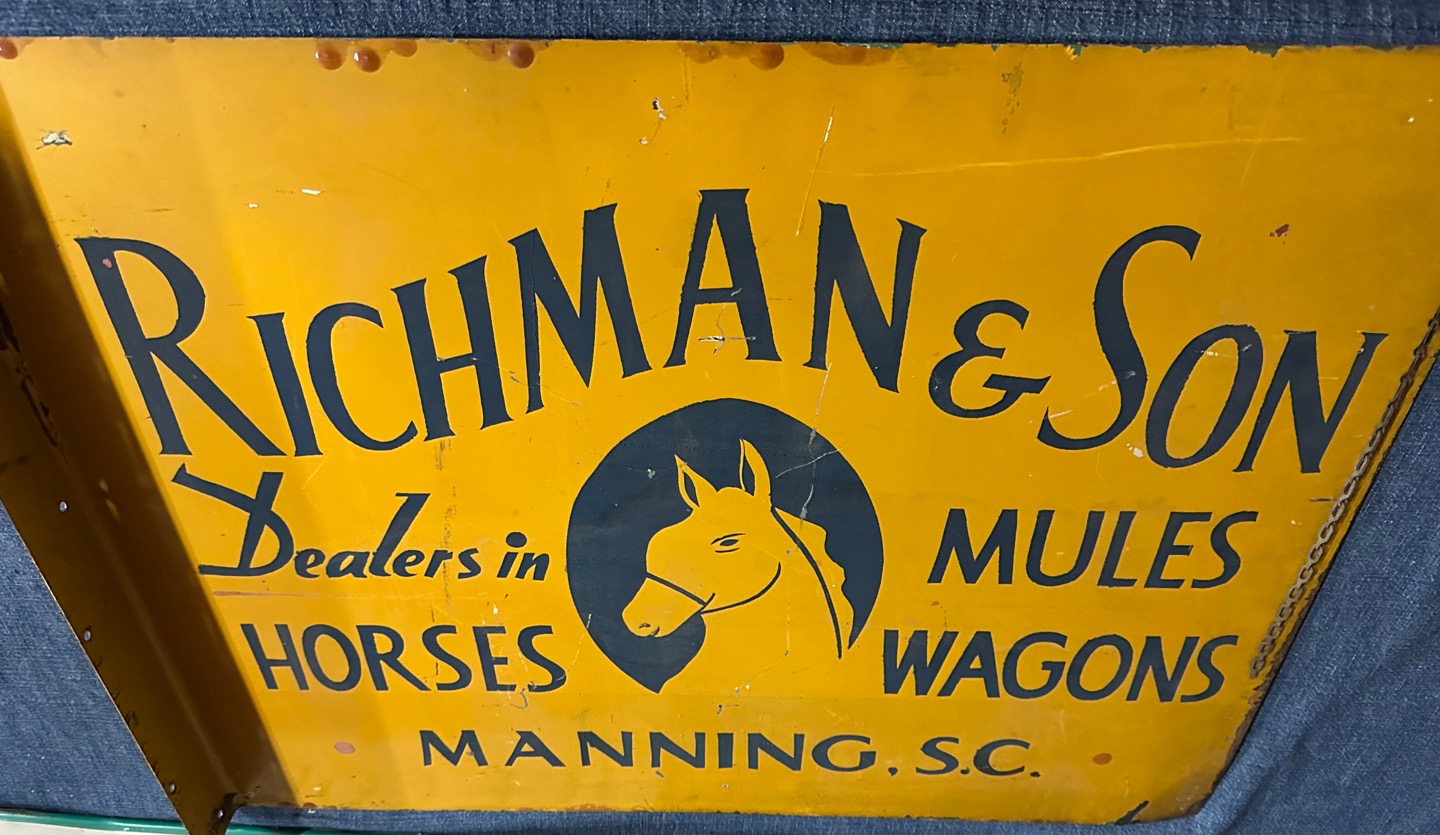 RICHMAN & SON
Dealers in MULES
HORSES WAGONS
MANNING, S.C.